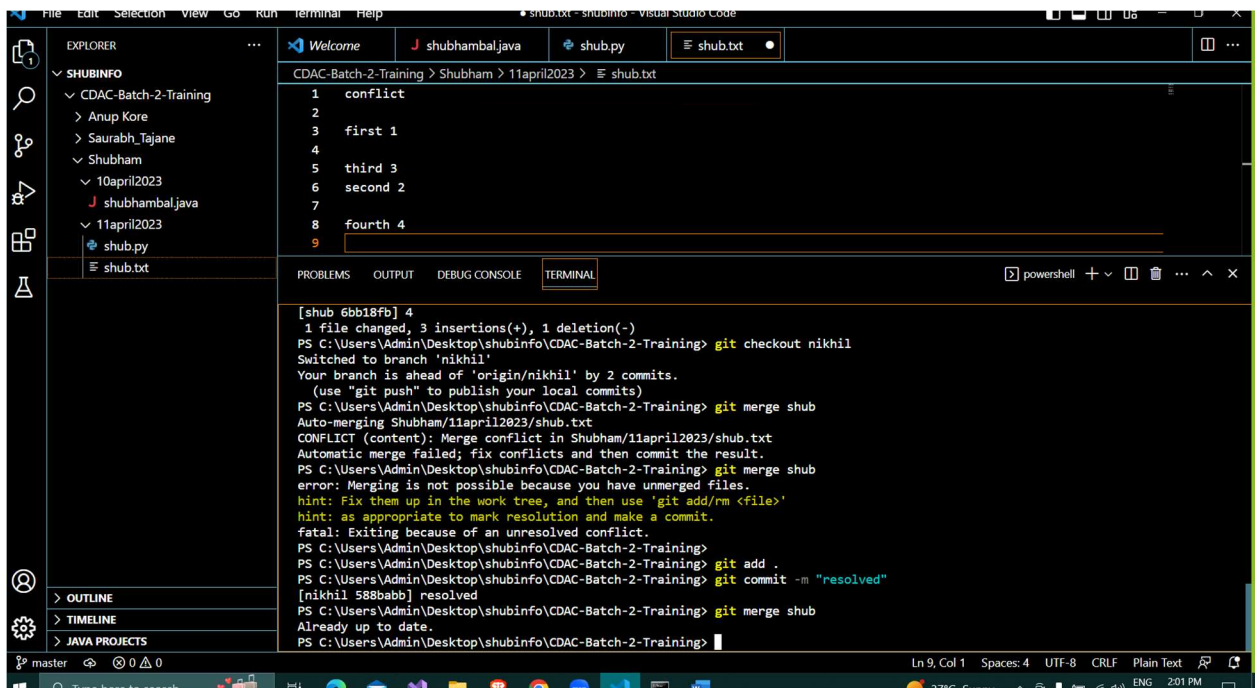 File Edit Selection View Go Run Terminal Help
● shub.txt - shubinfo - Visual Studio Code
EXPLORER ...
SHUBINFO
CDAC-Batch-2-Training
Anup Kore
Saurabh_Tajane
Shubham
10april2023
J shubhambal.java
11april2023
shub.py
shub.txt
OUTLINE
TIMELINE
JAVA PROJECTS
1
Welcome
J shubhambal.java
shub.py
shub.txt ●
...
CDAC-Batch-2-Training > Shubham > 11april2023 > shub.txt
1 conflict
2
3 first 1
4
5 third 3
6 second 2
7
8 fourth 4
9
PROBLEMS OUTPUT DEBUG CONSOLE TERMINAL
powershell
[shub 6bb18fb] 4
1 file changed, 3 insertions(+), 1 deletion(-)
PS C:\Users\Admin\Desktop\shubinfo\CDAC-Batch-2-Training> git checkout nikhil
Switched to branch 'nikhil'
Your branch is ahead of 'origin/nikhil' by 2 commits.
(use "git push" to publish your local commits)
PS C:\Users\Admin\Desktop\shubinfo\CDAC-Batch-2-Training> git merge shub
Auto-merging Shubham/11april2023/shub.txt
CONFLICT (content): Merge conflict in Shubham/11april2023/shub.txt
Automatic merge failed; fix conflicts and then commit the result.
PS C:\Users\Admin\Desktop\shubinfo\CDAC-Batch-2-Training> git merge shub
error: Merging is not possible because you have unmerged files.
hint: Fix them up in the work tree, and then use 'git add/rm <file>'
hint: as appropriate to mark resolution and make a commit.
fatal: Exiting because of an unresolved conflict.
PS C:\Users\Admin\Desktop\shubinfo\CDAC-Batch-2-Training>
PS C:\Users\Admin\Desktop\shubinfo\CDAC-Batch-2-Training> git add .
PS C:\Users\Admin\Desktop\shubinfo\CDAC-Batch-2-Training> git commit -m "resolved"
[nikhil 588babb] resolved
PS C:\Users\Admin\Desktop\shubinfo\CDAC-Batch-2-Training> git merge shub
Already up to date.
PS C:\Users\Admin\Desktop\shubinfo\CDAC-Batch-2-Training>
master 0 0
Ln 9, Col 1 Spaces: 4 UTF-8 CRLF Plain Text
Type here to search
27°C Sunny
ENG 2:01 PM